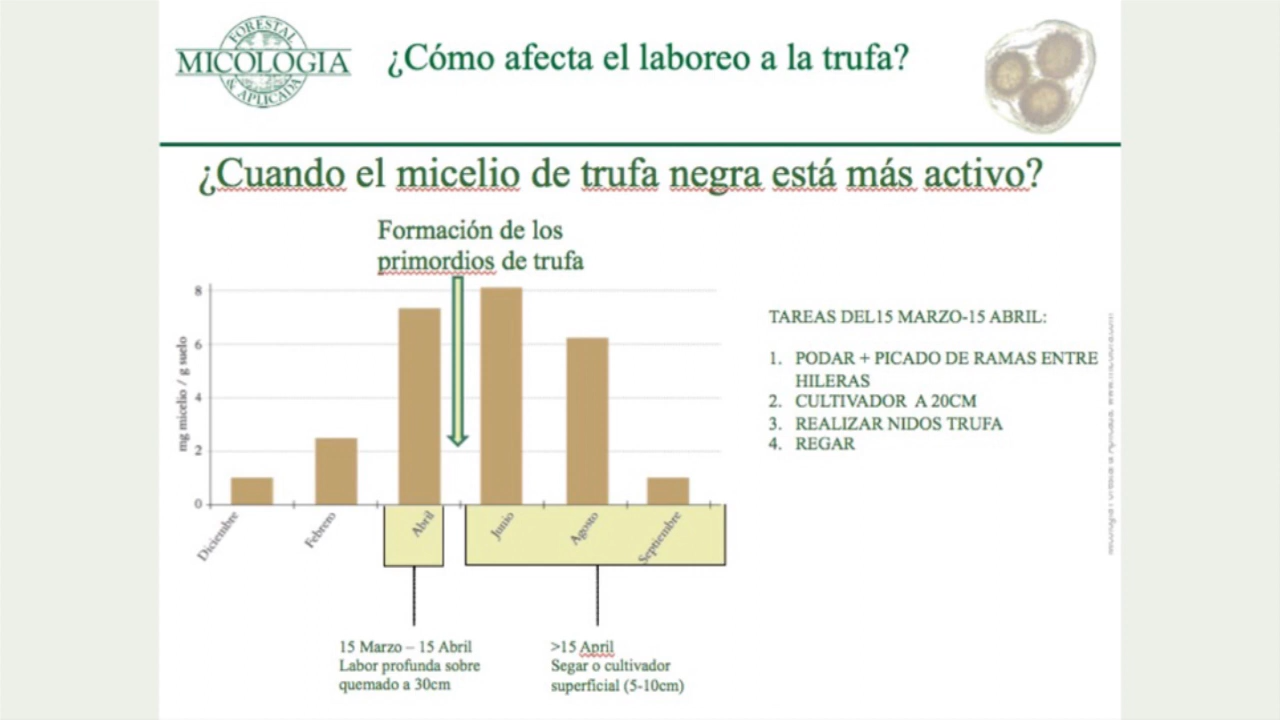 FORESTAL
MICOLOGIA
& APLICADA
¿Cómo afecta el laboreo a la trufa?
¿Cuando el micelio de trufa negra está más activo?
Formación de los
primordios de trufa
8
6
4
2
0
mg micelio / g suelo
Diciembre
Febrero
Abril
Junio
Agosto
Septiembre
TAREAS DEL15 MARZO-15 ABRIL:
1. PODAR + PICADO DE RAMAS ENTRE
HILERAS
2. CULTIVADOR A 20CM
3. REALIZAR NIDOS TRUFA
4. REGAR
15 Marzo – 15 Abril
Labor profunda sobre
quemado a 30cm
>15 April
Segar o cultivador
superficial (5-10cm)